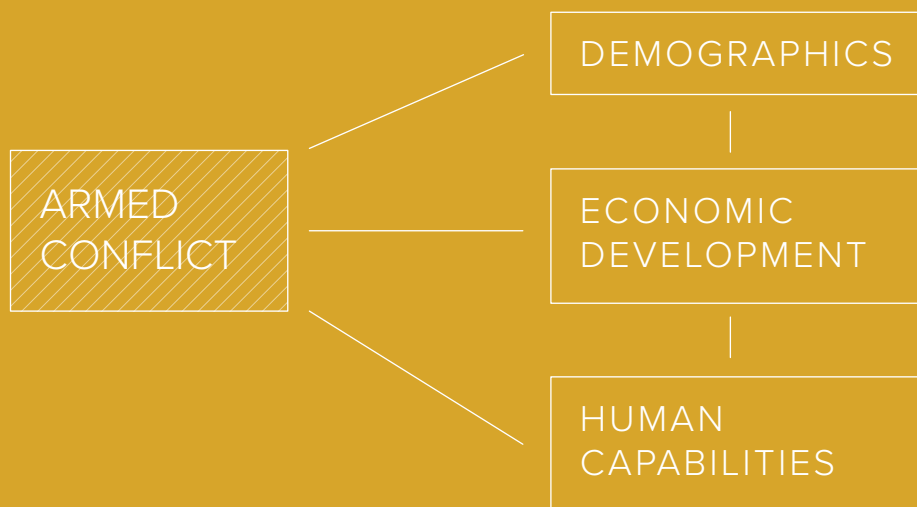 DEMOGRAPHICS
ARMED
CONFLICT
ECONOMIC
DEVELOPMENT
HUMAN
CAPABILITIES